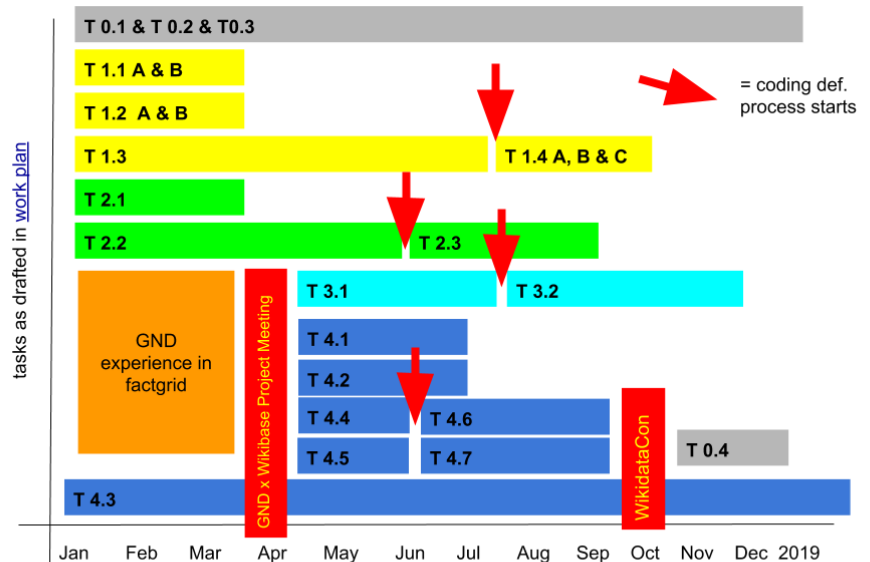 T 0.1 & T 0.2 & T0.3
T 1.1 A & B
T 1.2 A & B
T 1.3
T 1.4 A, B & C
= coding def.
process starts
T 2.1
T 2.2
T 2.3
T 3.1
T 3.2
GND
experience in
factgrid
GND x Wikibase Project Meeting
T 4.1
T 4.2
T 4.4
T 4.6
T 4.5
T 4.7
WikidataCon
T 0.4
T 4.3
tasks as drafted in work plan
Jan Feb Mar Apr May Jun Jul Aug Sep Oct Nov Dec 2019